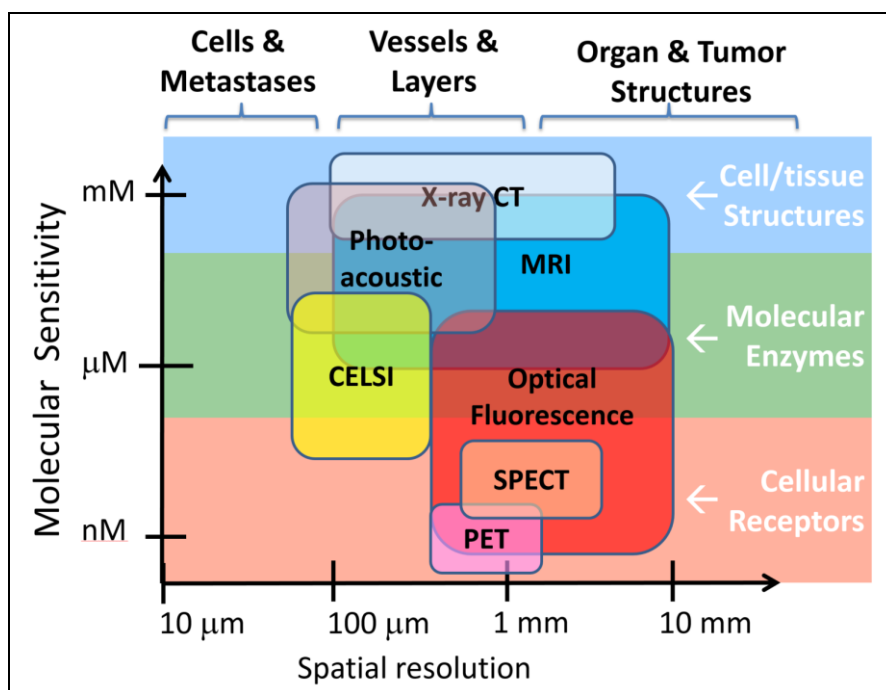 Cells &
Metastases
Vessels &
Layers
Organ & Tumor
Structures
Molecular Sensitivity
mM
μM
nM
X-ray CT
Photo-
acoustic
MRI
CELSI
Optical
Fluorescence
SPECT
PET
← Cell/tissue
Structures
← Molecular
Enzymes
← Cellular
Receptors
10 μm
100 μm
1 mm
10 mm
Spatial resolution